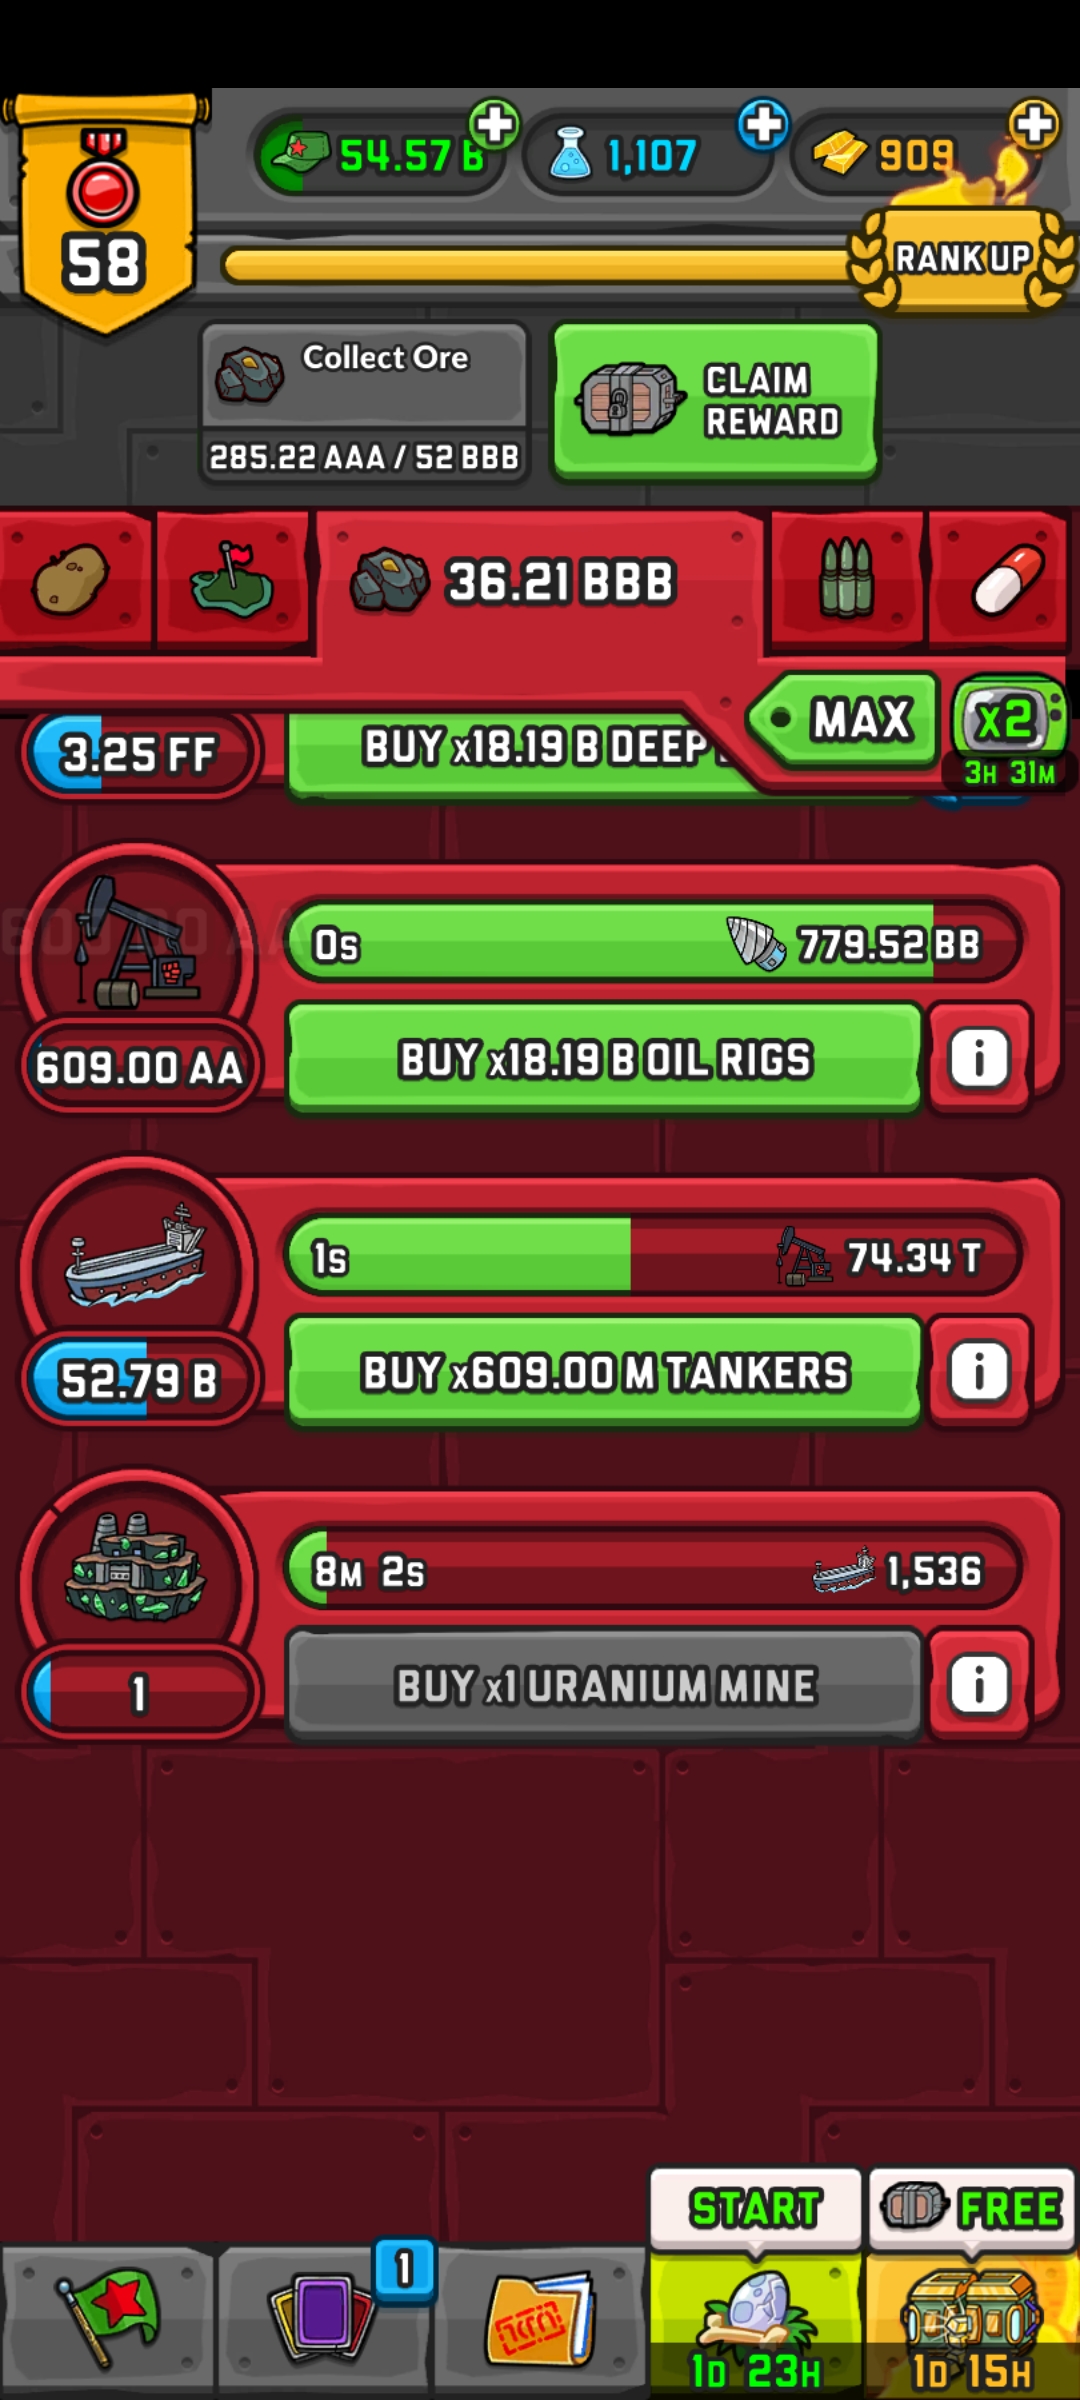 54.57 B
1,107
909
58
RANK UP
Collect Ore
285.22 AAA / 52 BBB
CLAIM
REWARD
36.21 BBB
MAX
x2
3H 31M
3.25 FF
BUY x18.19 B DEEP
0s
779.52 BB
609.00 AA
BUY x18.19 B OIL RIGS
i
1s
74.34 T
52.79 B
BUY x609.00 M TANKERS
i
8M 2s
1,536
1
BUY x1 URANIUM MINE
i
START
FREE
1
1D 23H
1D 15H